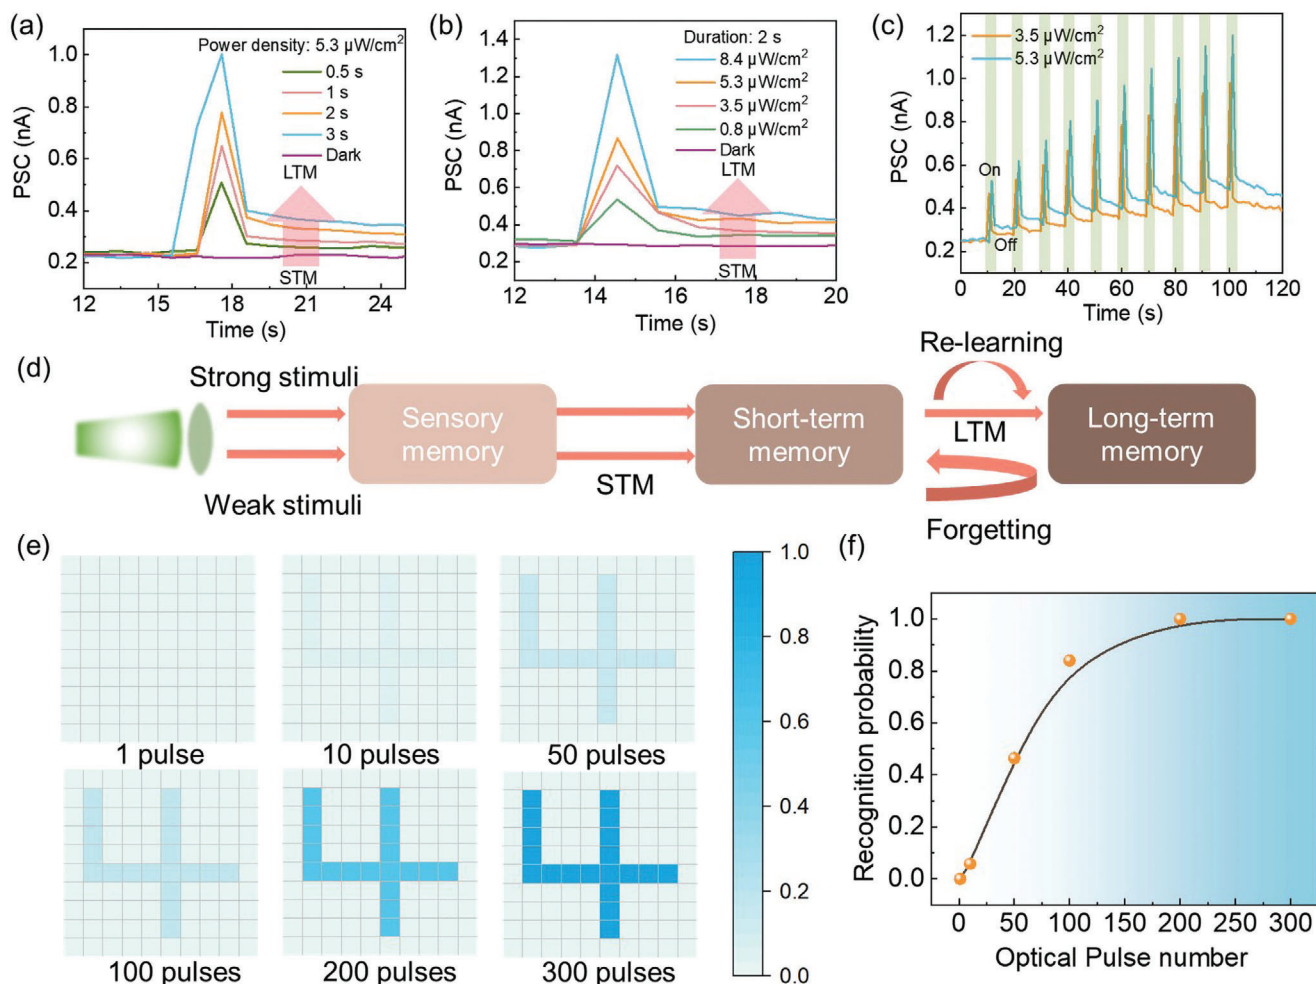 (a)
Power density: 5.3 µW/cm²
0.5 s
1 s
2 s
3 s
Dark
LTM
STM
PSC (nA)
1.0
0.8
0.6
0.4
0.2
12
15
18
21
24
Time (s)
(b)
Duration: 2 s
8.4 µW/cm²
5.3 µW/cm²
3.5 µW/cm²
0.8 µW/cm²
Dark
LTM
STM
PSC (nA)
1.4
1.2
1.0
0.8
0.6
0.4
0.2
0.0
12
14
16
18
20
Time (s)
(c)
3.5 µW/cm²
5.3 µW/cm²
On
Off
PSC (nA)
1.2
1.0
0.8
0.6
0.4
0.2
0
20
40
60
80
100
120
Time (s)
(d)
Strong stimuli
Weak stimuli
Sensory
memory
STM
Short-term
memory
Re-learning
LTM
Forgetting
Long-term
memory
(e)
1 pulse
10 pulses
50 pulses
100 pulses
200 pulses
300 pulses
1.0
0.8
0.6
0.4
0.2
0.0
(f)
Recognition probability
1.0
0.8
0.6
0.4
0.2
0.0
0
50
100
150
200
250
300
Optical Pulse number